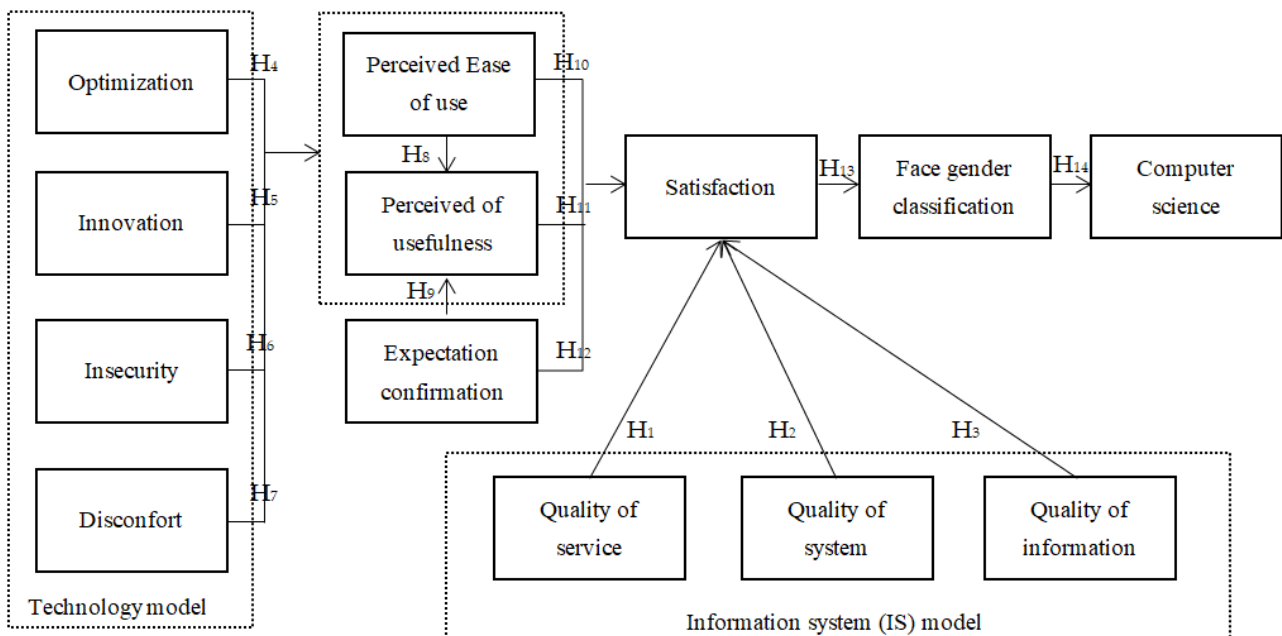 H4
Optimization
Perceived Ease
of use
H10
H8
H5
Innovation
Perceived of
usefulness
H11
Satisfaction
H13
Face gender
classification
H14
Computer
science
H9
H6
Insecurity
Expectation
confirmation
H12
H7
Disconfort
Technology model
H1
H2
H3
Quality of
service
Quality of
system
Quality of
information
Information system (IS) model